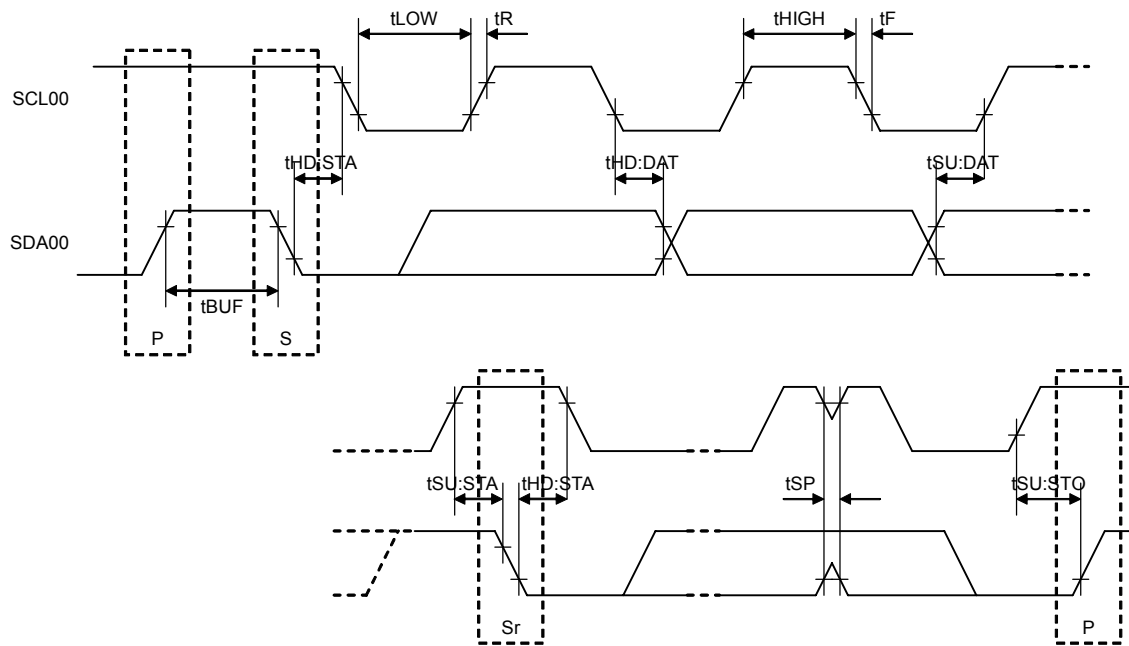 tLOW tR tHIGH tF
SCL00
tHD:STA tHD:DAT tSU:DAT
SDA00
tBUF
P S
tSU:STA tHD:STA tSP tSU:STO
Sr P